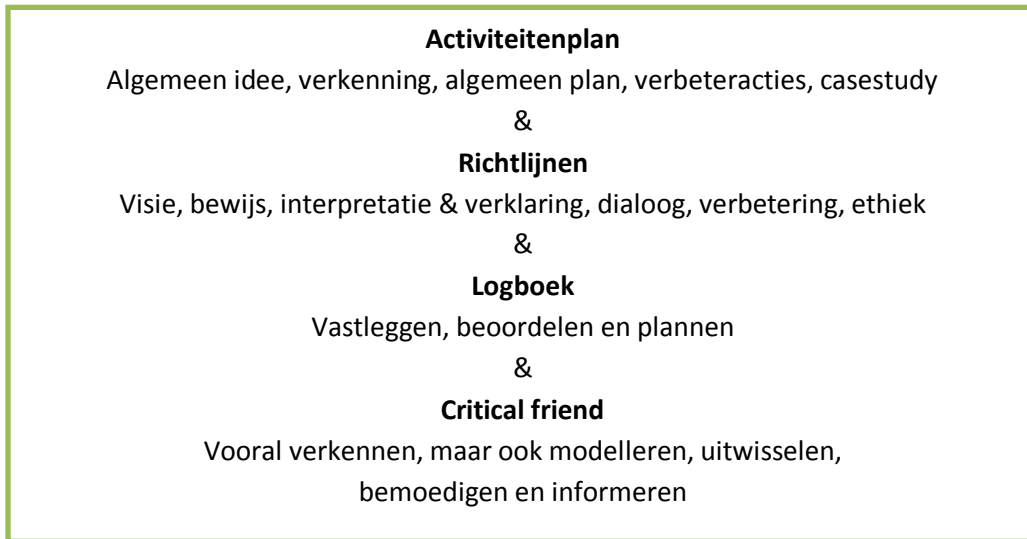 Activiteitenplan
Algemeen idee, verkenning, algemeen plan, verbeteracties, casestudy
&
Richtlijnen
Visie, bewijs, interpretatie & verklaring, dialoog, verbetering, ethiek
&
Logboek
Vastleggen, beoordelen en plannen
&
Critical friend
Vooral verkennen, maar ook modelleren, uitwisselen,
bemoedigen en informeren